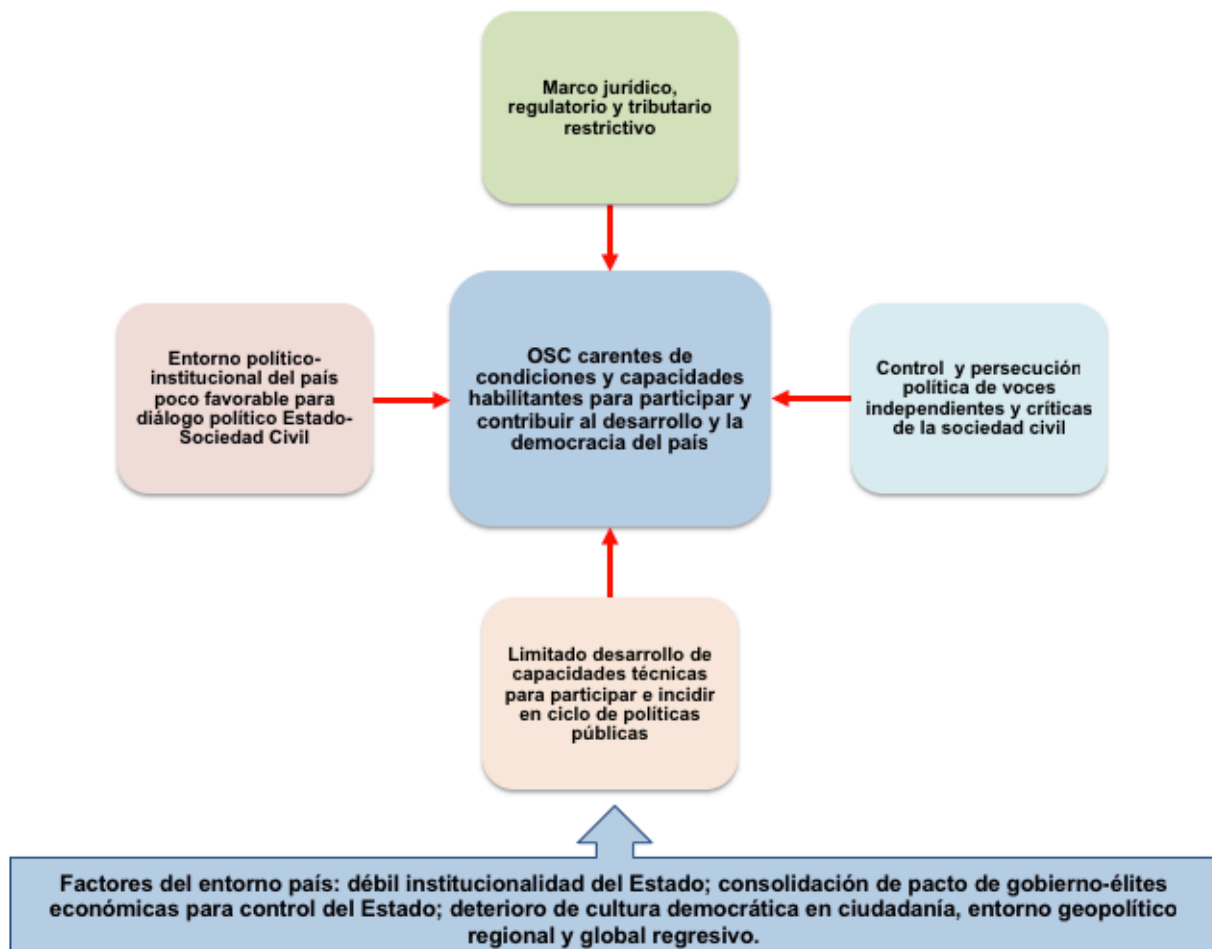 Marco jurídico,
regulatorio y tributario
restrictivo
Entorno político-
institucional del país
poco favorable para
diálogo político Estado-
Sociedad Civil
OSC carentes de
condiciones y capacidades
habilitantes para participar y
contribuir al desarrollo y la
democracia del país
Control y persecución
política de voces
independientes y críticas
de la sociedad civil
Limitado desarrollo de
capacidades técnicas
para participar e incidir
en ciclo de políticas
públicas
Factores del entorno país: débil institucionalidad del Estado; consolidación de pacto de gobierno-élites
económicas para control del Estado; deterioro de cultura democrática en ciudadanía, entorno geopolítico
regional y global regresivo.